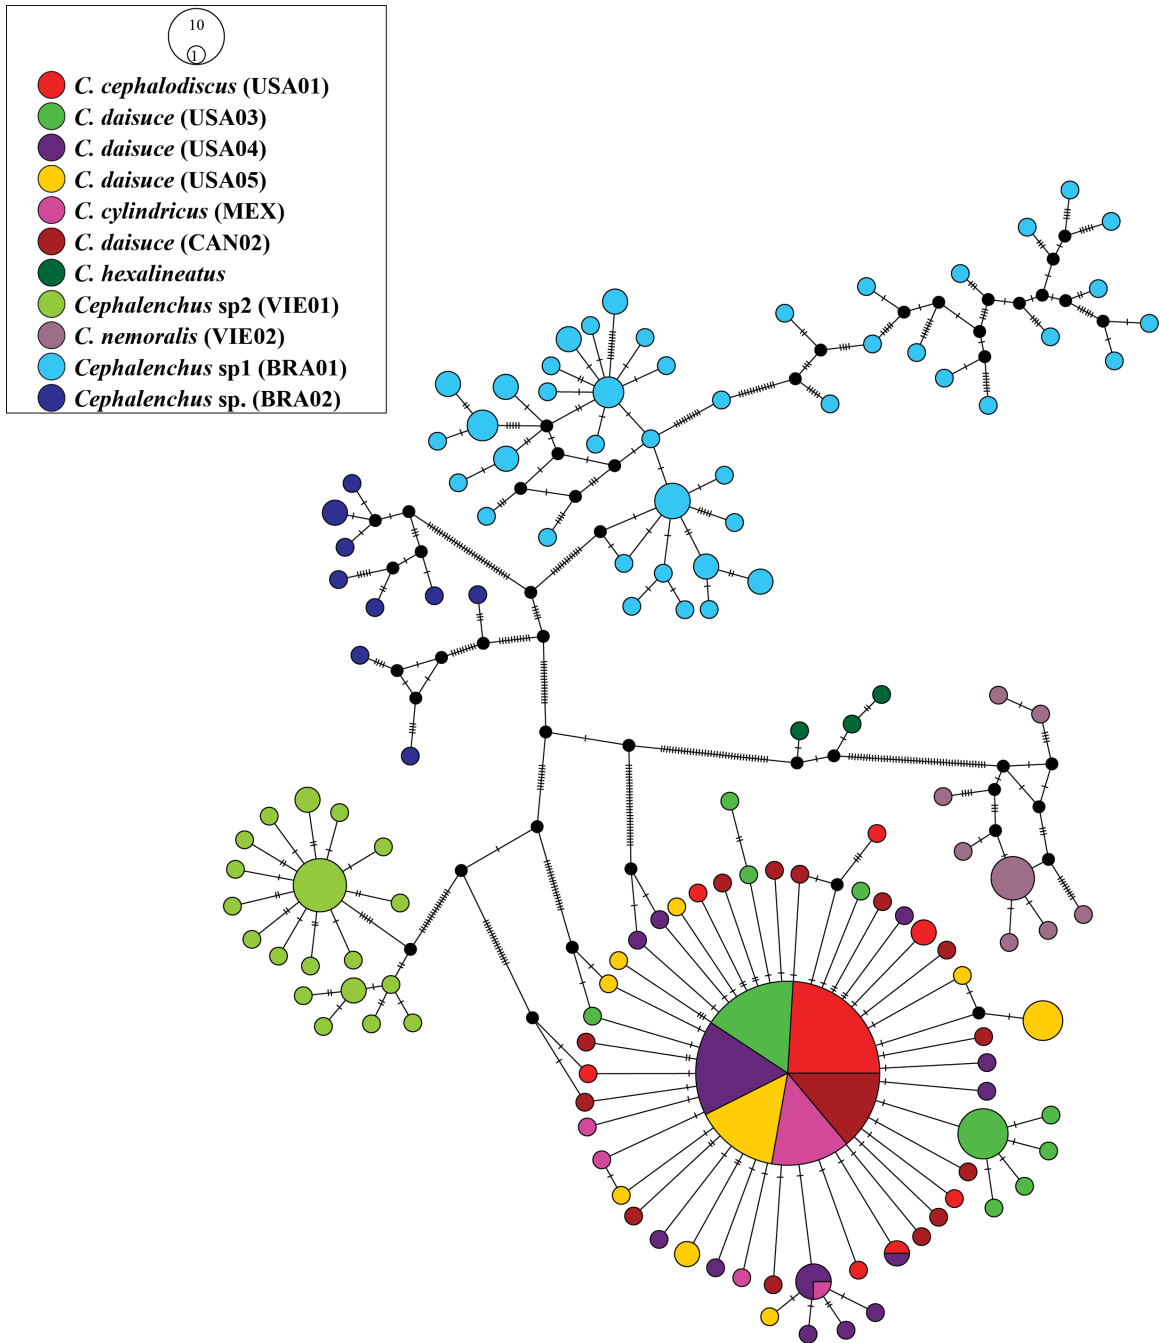 10
1
C. cephalodiscus (USA01)
C. daisuce (USA03)
C. daisuce (USA04)
C. daisuce (USA05)
C. cylindricus (MEX)
C. daisuce (CAN02)
C. hexalineatus
Cephalenchus sp2 (VIE01)
C. nemoralis (VIE02)
Cephalenchus sp1 (BRA01)
Cephalenchus sp. (BRA02)